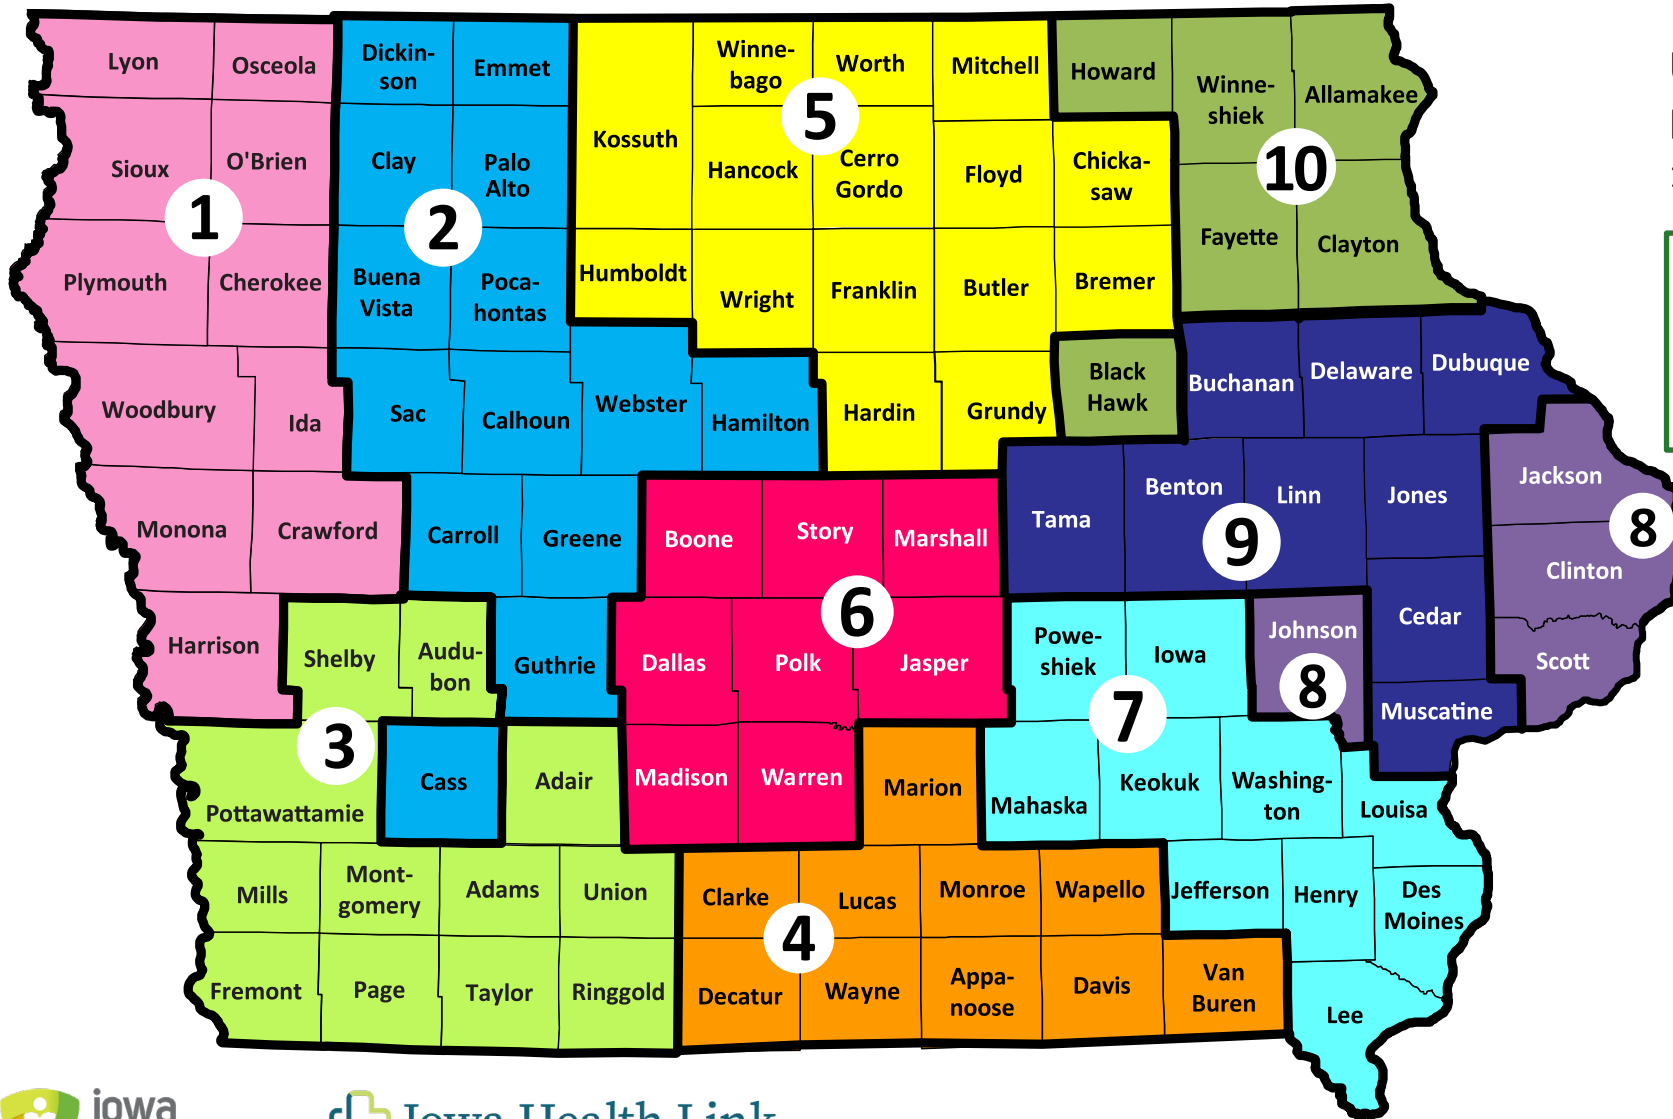 Lyon
Osceola
Dickin-
son
Emmet
Kossuth
Winne-
bago
Worth
Mitchell
Howard
Winne-
shiek
Allamakee
5
Sioux
O'Brien
Clay
Palo
Alto
Hancock
Cerro
Gordo
Floyd
Chicka-
saw
10
1
2
Fayette
Clayton
Plymouth
Cherokee
Buena
Vista
Poca-
hontas
Humboldt
Wright
Franklin
Butler
Bremer
Woodbury
Ida
Sac
Calhoun
Webster
Hamilton
Hardin
Grundy
Black
Hawk
Buchanan
Delaware
Dubuque
Monona
Crawford
Carroll
Greene
Boone
Story
Marshall
Tama
Benton
Linn
Jones
Jackson
9
8
Clinton
6
Harrison
Shelby
Audu-
bon
Guthrie
Dallas
Polk
Jasper
Powe-
shiek
Iowa
Johnson
8
Cedar
Scott
7
Muscatine
3
Pottawattamie
Cass
Adair
Madison
Warren
Marion
Mahaska
Keokuk
Washing-
ton
Louisa
Mills
Mont-
gomery
Adams
Union
Clarke
Lucas
Monroe
Wapello
Jefferson
Henry
Des
Moines
4
Fremont
Page
Taylor
Ringgold
Decatur
Wayne
Appa-
noose
Davis
Van
Buren
Lee
iowa
Iowa Health Link